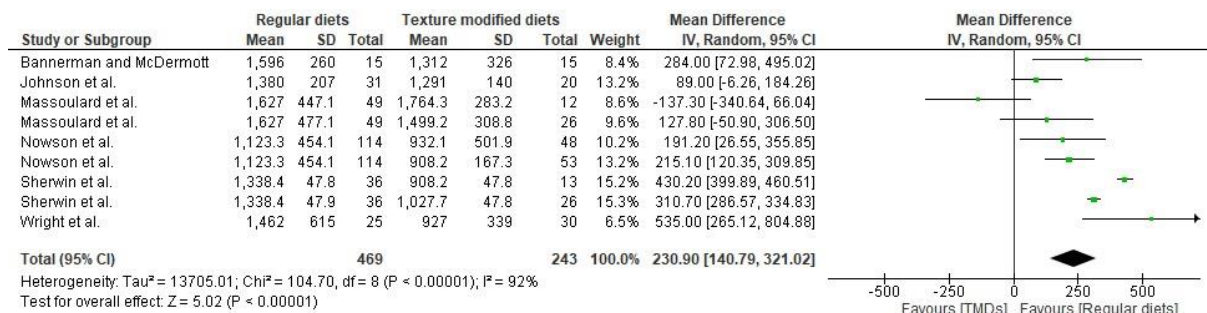 Regular diets Texture modified diets Mean Difference Mean Difference
Study or Subgroup Mean SD Total Mean SD Total Weight IV, Random, 95% CI IV, Random, 95% CI
Bannerman and McDermott 1,596 260 15 1,312 326 15 8.4% 284.00 [72.98, 495.02]
Johnson et al. 1,380 207 31 1,291 140 20 13.2% 89.00 [-6.26, 184.26]
Massoulard et al. 1,627 447.1 49 1,764.3 283.2 12 8.6% -137.30 [-340.64, 66.04]
Massoulard et al. 1,627 477.1 49 1,499.2 308.8 26 9.6% 127.80 [-50.90, 306.50]
Nowson et al. 1,123.3 454.1 114 932.1 501.9 48 10.2% 191.20 [26.55, 355.85]
Nowson et al. 1,123.3 454.1 114 908.2 167.3 53 13.2% 215.10 [120.35, 309.85]
Sherwin et al. 1,338.4 47.8 36 908.2 47.8 13 15.2% 430.20 [399.89, 460.51]
Sherwin et al. 1,338.4 47.9 36 1,027.7 47.8 26 15.3% 310.70 [286.57, 334.83]
Wright et al. 1,462 615 25 927 339 30 6.5% 535.00 [265.12, 804.88]
Total (95% CI) 469 243 100.0% 230.90 [140.79, 321.02]
Heterogeneity: Tau² = 13705.01; Chi² = 104.70, df = 8 (P < 0.00001); I² = 92%
Test for overall effect: Z = 5.02 (P < 0.00001)
-500 -250 0 250 500
Favours [TMDs] Favours [Regular diets]